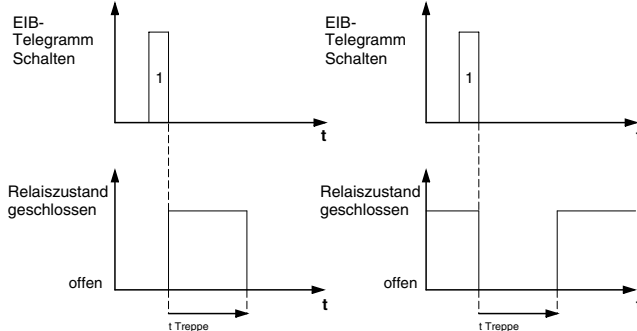 EIB-
Telegramm
Schalten
1
t
Relaiszustand
geschlossen
offen
t
t Treppe
EIB-
Telegramm
Schalten
1
t
Relaiszustand
geschlossen
offen
t
t Treppe